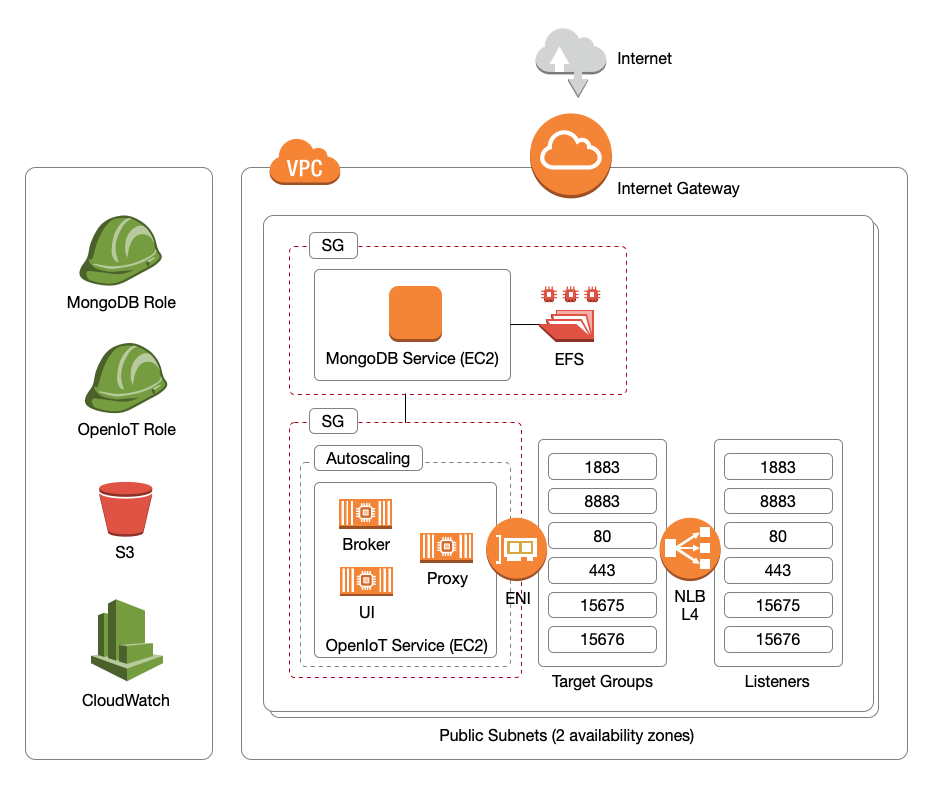 Internet
VPC
Internet Gateway
MongoDB Role
OpenIoT Role
S3
CloudWatch
SG
MongoDB Service (EC2)
EFS
SG
Autoscaling
Broker
Proxy
UI
OpenIoT Service (EC2)
ENI
1883
8883
80
443
15675
15676
Target Groups
NLB
L4
1883
8883
80
443
15675
15676
Listeners
Public Subnets (2 availability zones)